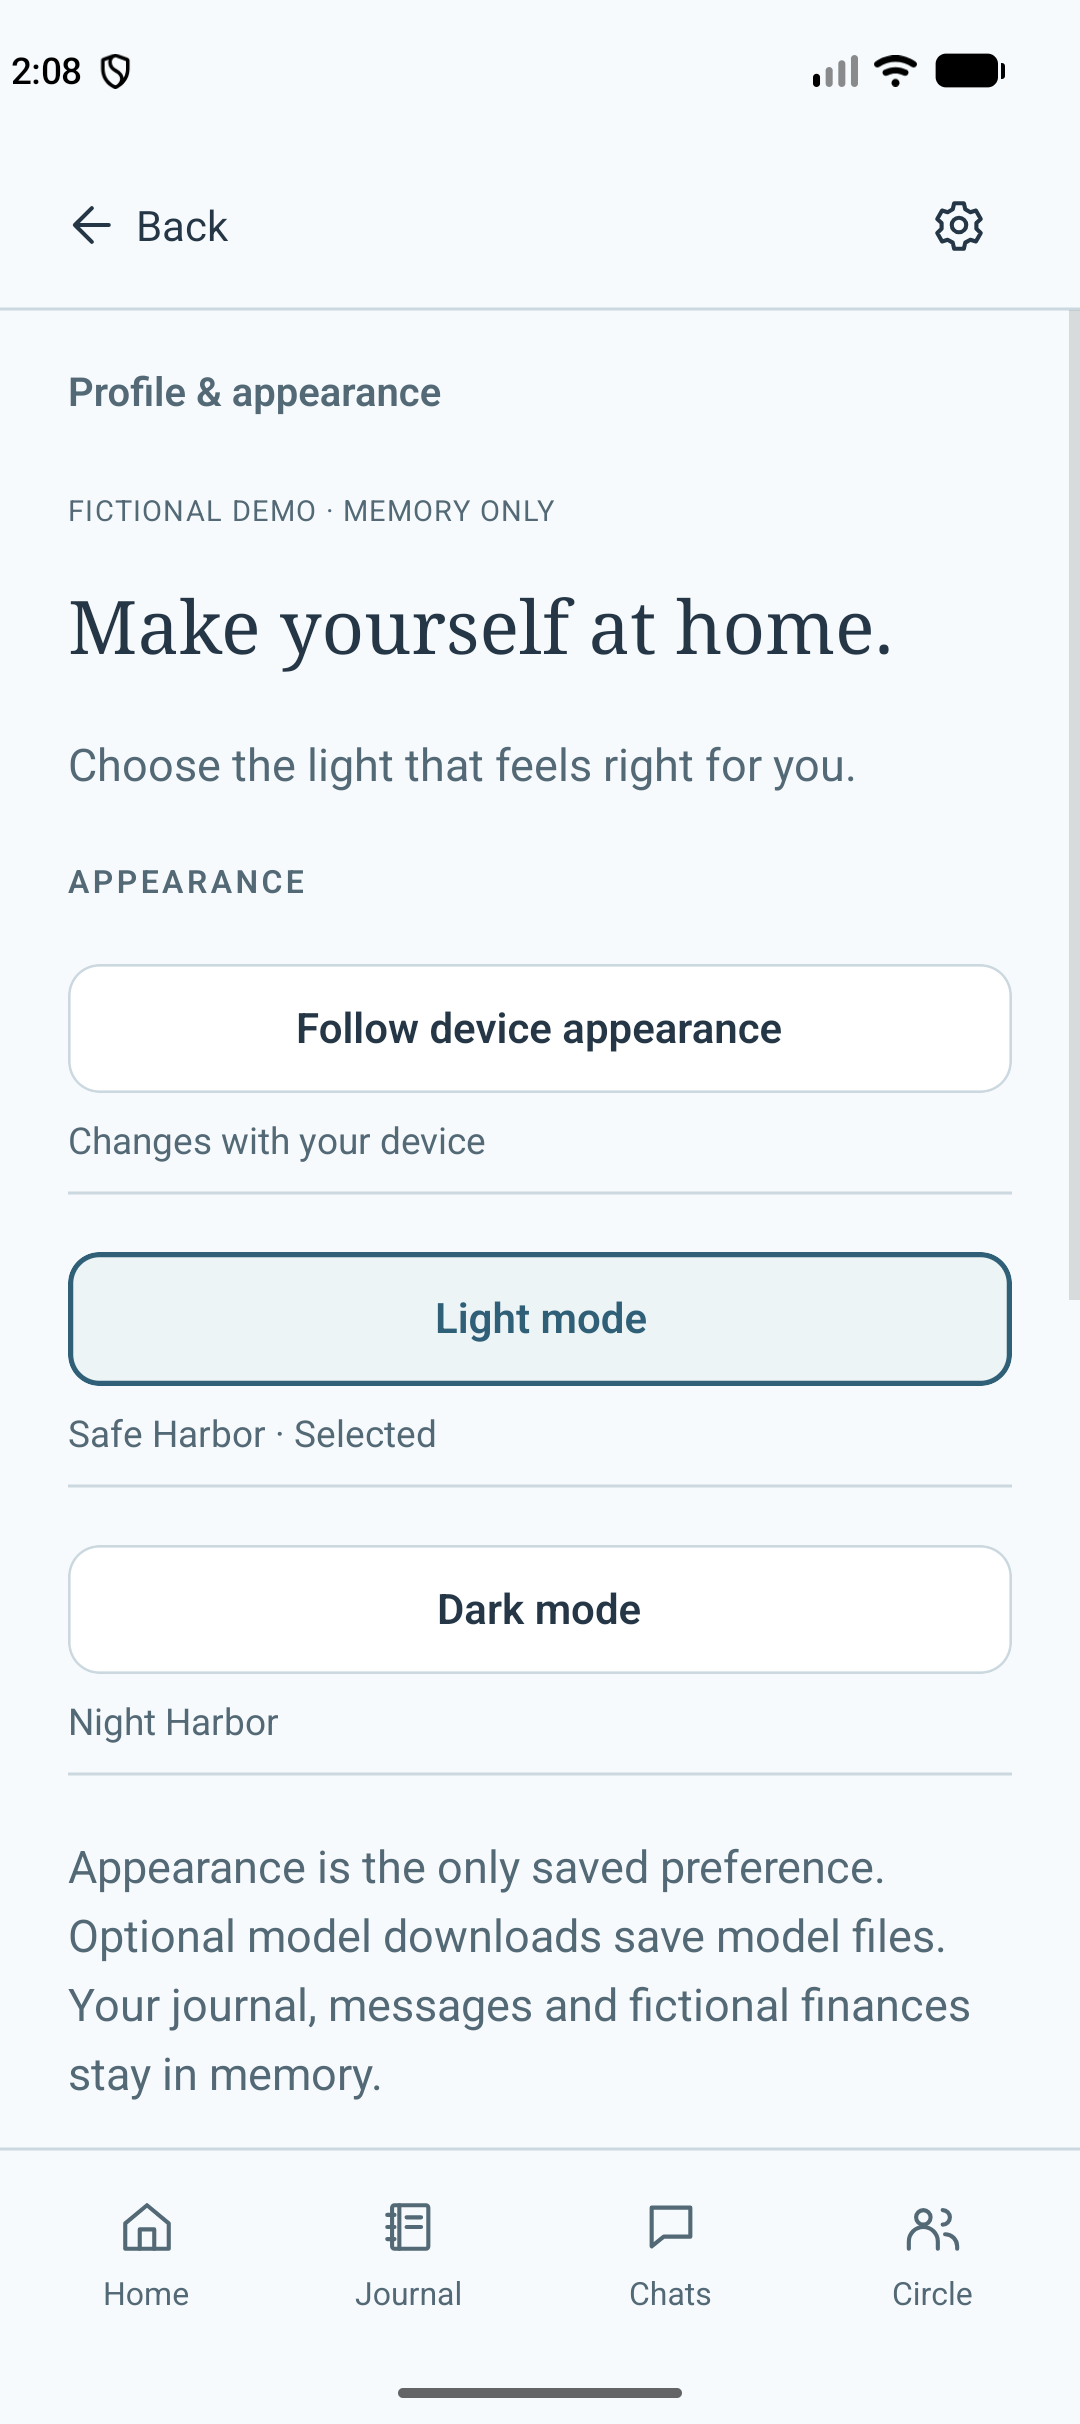 2:08
Back
Profile & appearance
FICTIONAL DEMO · MEMORY ONLY
Make yourself at home.
Choose the light that feels right for you.
APPEARANCE
Follow device appearance
Changes with your device
Light mode
Safe Harbor · Selected
Dark mode
Night Harbor
Appearance is the only saved preference.
Optional model downloads save model files.
Your journal, messages and fictional finances
stay in memory.
Home
Journal
Chats
Circle